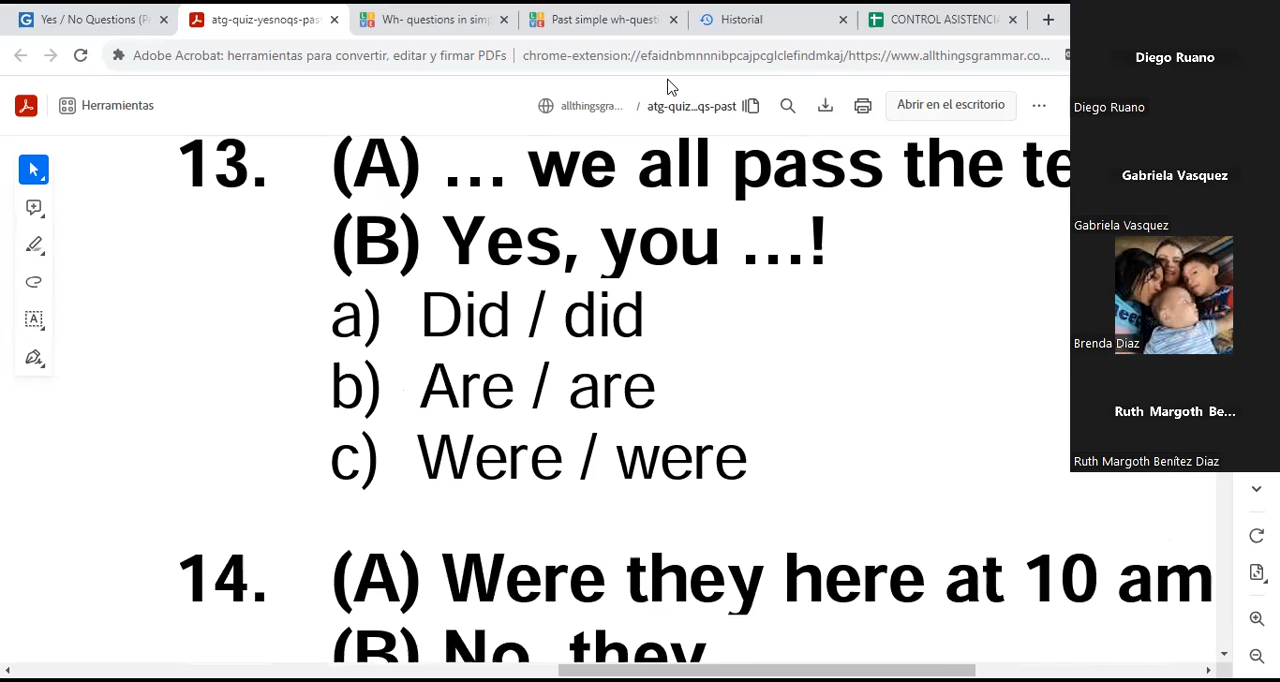 Yes / No Questions (P
atg-quiz-yesnoqs-pas
Wh- questions in sim
Past simple wh-questi
Historial
CONTROL ASISTENCI
Adobe Acrobat: herramientas para convertir, editar y firmar PDFs
chrome-extension://efaidnbmnnnibpcajpcglclefindmkaj/https://www.allthingsgrammar.co...
Herramientas
allthingsgra... / atg-quiz...qs-past
Abrir en el escritorio
13. (A) … we all pass the te
(B) Yes, you …!
a) Did / did
b) Are / are
c) Were / were
14. (A) Were they here at 10 am
(B) No, they
Diego Ruano
Diego Ruano
Gabriela Vasquez
Gabriela Vasquez
Brenda Diaz
Ruth Margoth Be...
Ruth Margoth Benítez Diaz